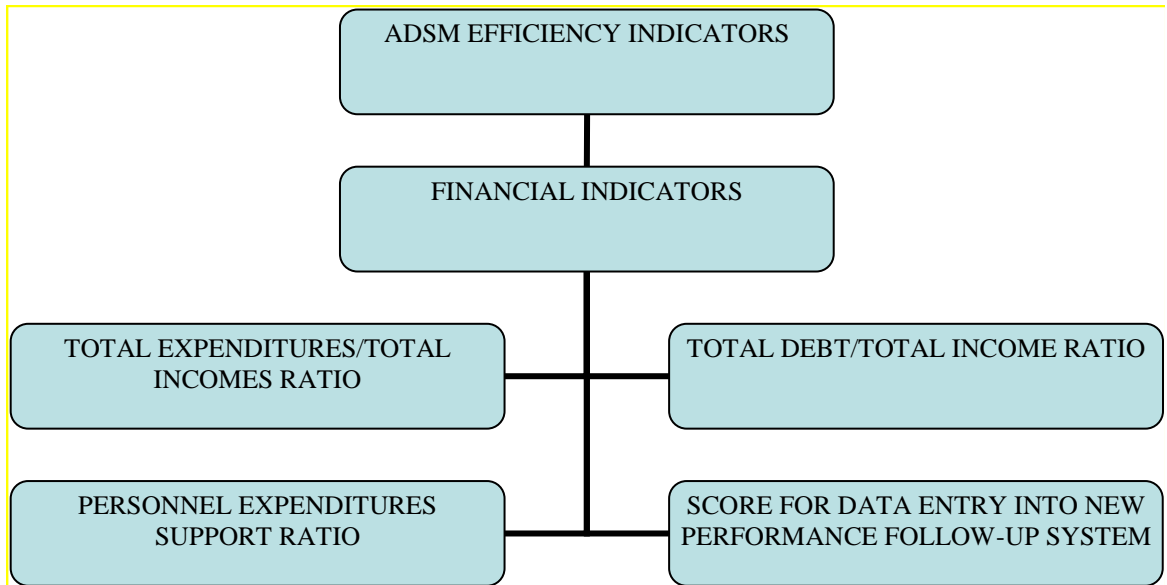 ADSM EFFICIENCY INDICATORS
FINANCIAL INDICATORS
TOTAL EXPENDITURES/TOTAL
INCOMES RATIO
TOTAL DEBT/TOTAL INCOME RATIO
PERSONNEL EXPENDITURES
SUPPORT RATIO
SCORE FOR DATA ENTRY INTO NEW
PERFORMANCE FOLLOW-UP SYSTEM